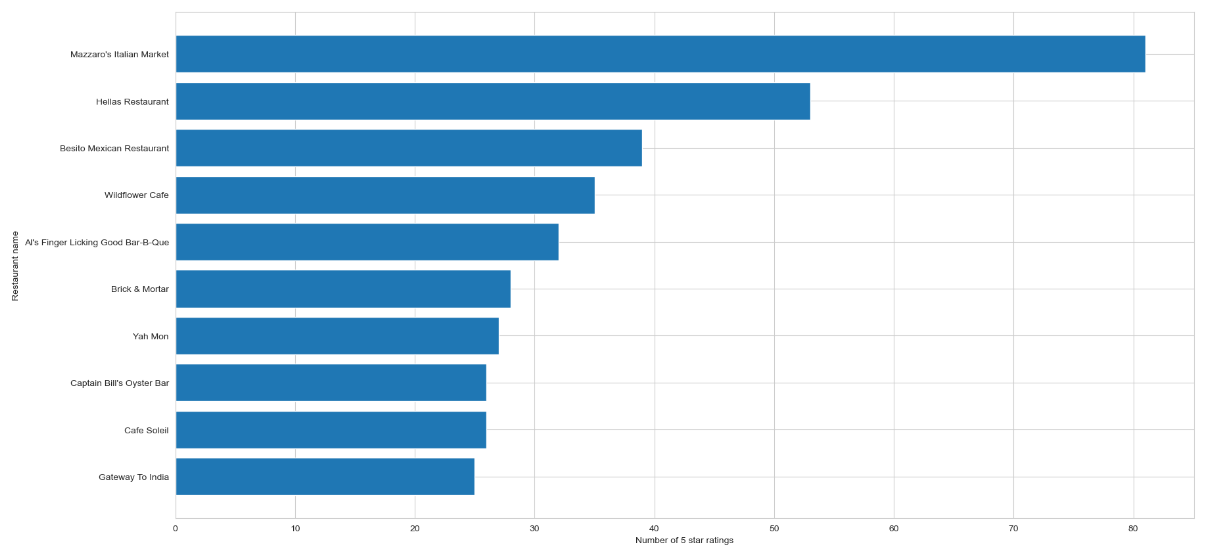 Mazzaro's Italian Market
Hellas Restaurant
Besito Mexican Restaurant
Wildflower Cafe
Al's Finger Licking Good Bar-B-Que
Brick & Mortar
Yah Mon
Captain Bill's Oyster Bar
Cafe Soleil
Gateway To India
Restaurant name
0 10 20 30 40 50 60 70 80
Number of 5 star ratings